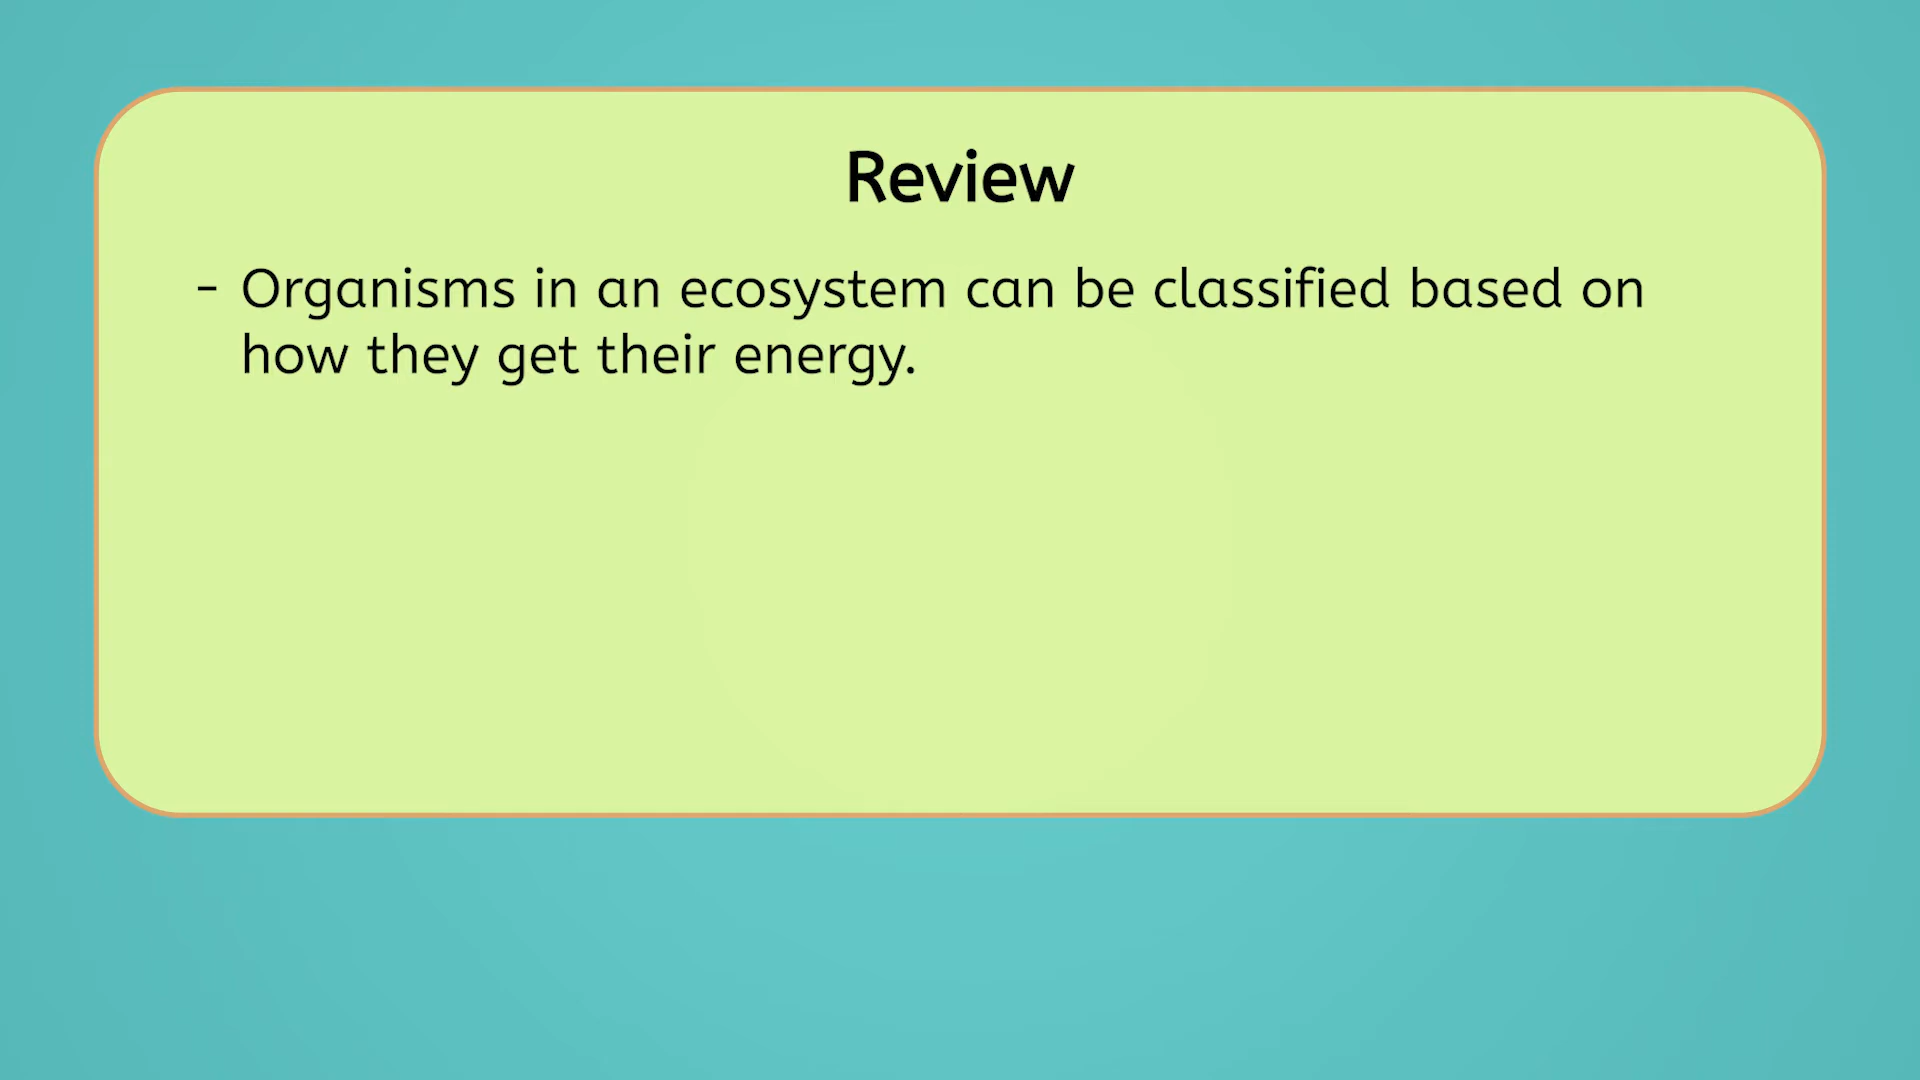 Review
- Organisms in an ecosystem can be classified based on
how they get their energy.